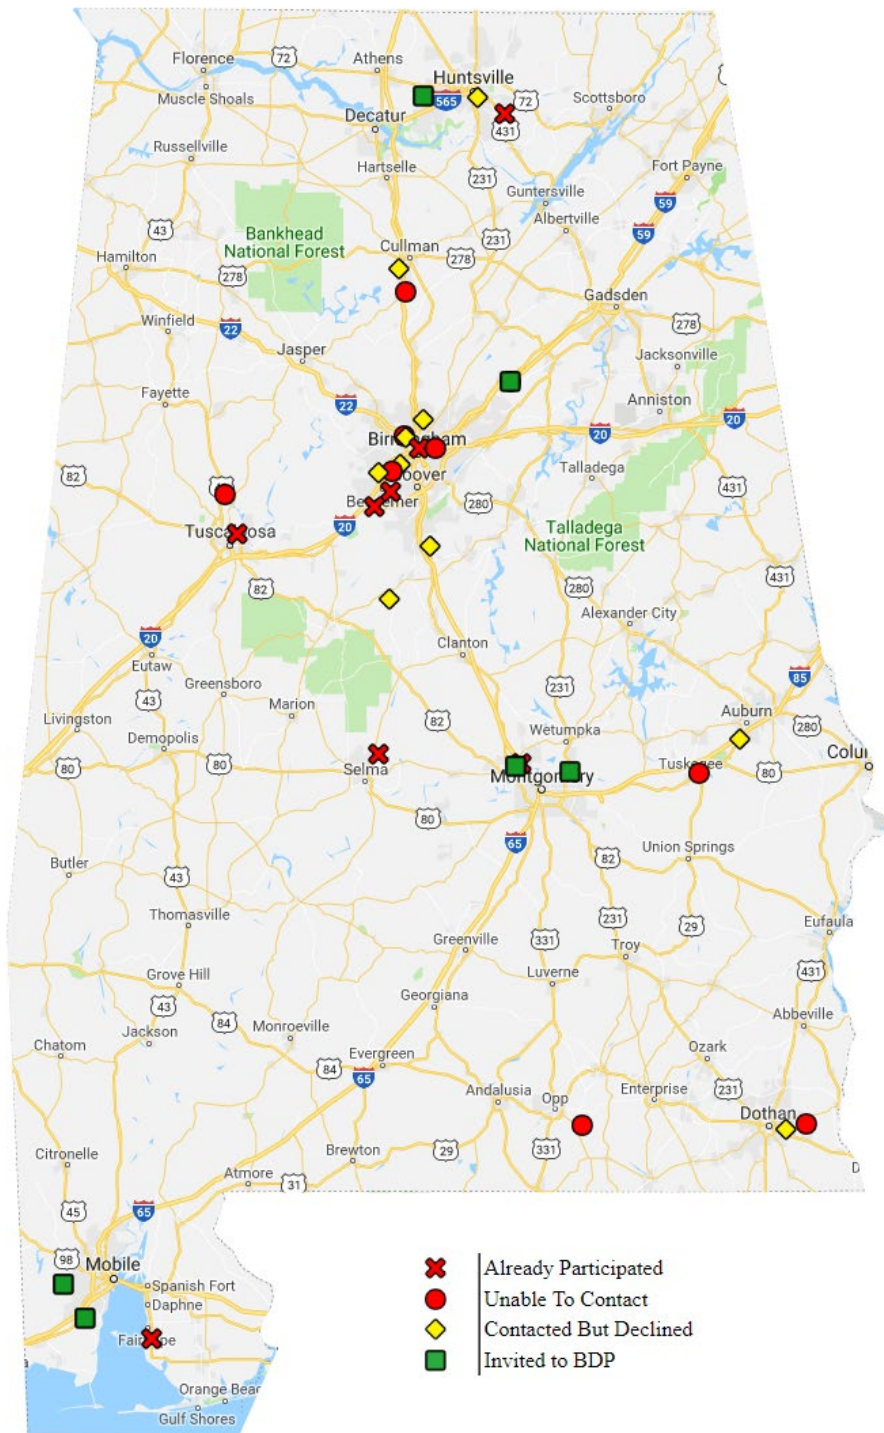 Florence
72
Athens
Huntsville
Muscle Shoals
565
72
Scottsboro
Decatur
431
Russellville
Hartselle
231
Fort Payne
Guntersville
59
43
Bankhead
National Forest
Albertville
59
Cullman
231
278
Hamilton
278
Gadsden
Winfield
22
278
Jasper
Jacksonville
Fayette
22
Anniston
20
20
Birmingham
Talladega
82
Hoover
431
Bessemer
280
20
Talladega
National Forest
Tuscaloosa
431
82
280
Alexander City
20
Clanton
Eutaw
85
Greensboro
231
43
Marion
82
Auburn
280
Livingston
Wetumpka
Demopolis
Colu
80
80
Selma
Tuskegee
80
Montgomery
80
65
Union Springs
82
Butler
43
Thomasville
231
29
Eufaula
Greenville
331
Troy
431
Grove Hill
Luverne
43
Georgiana
84
Abbeville
Jackson
Monroeville
Chatom
Evergreen
Ozark
84
65
Andalusia
Opp
Enterprise
231
Dothan
Citronelle
Brewton
29
331
D
Atmore
31
45
65
98
Mobile
Spanish Fort
Daphne
Fairhope
Orange Beac
Gulf Shores
Already Participated
Unable To Contact
Contacted But Declined
Invited to BDP